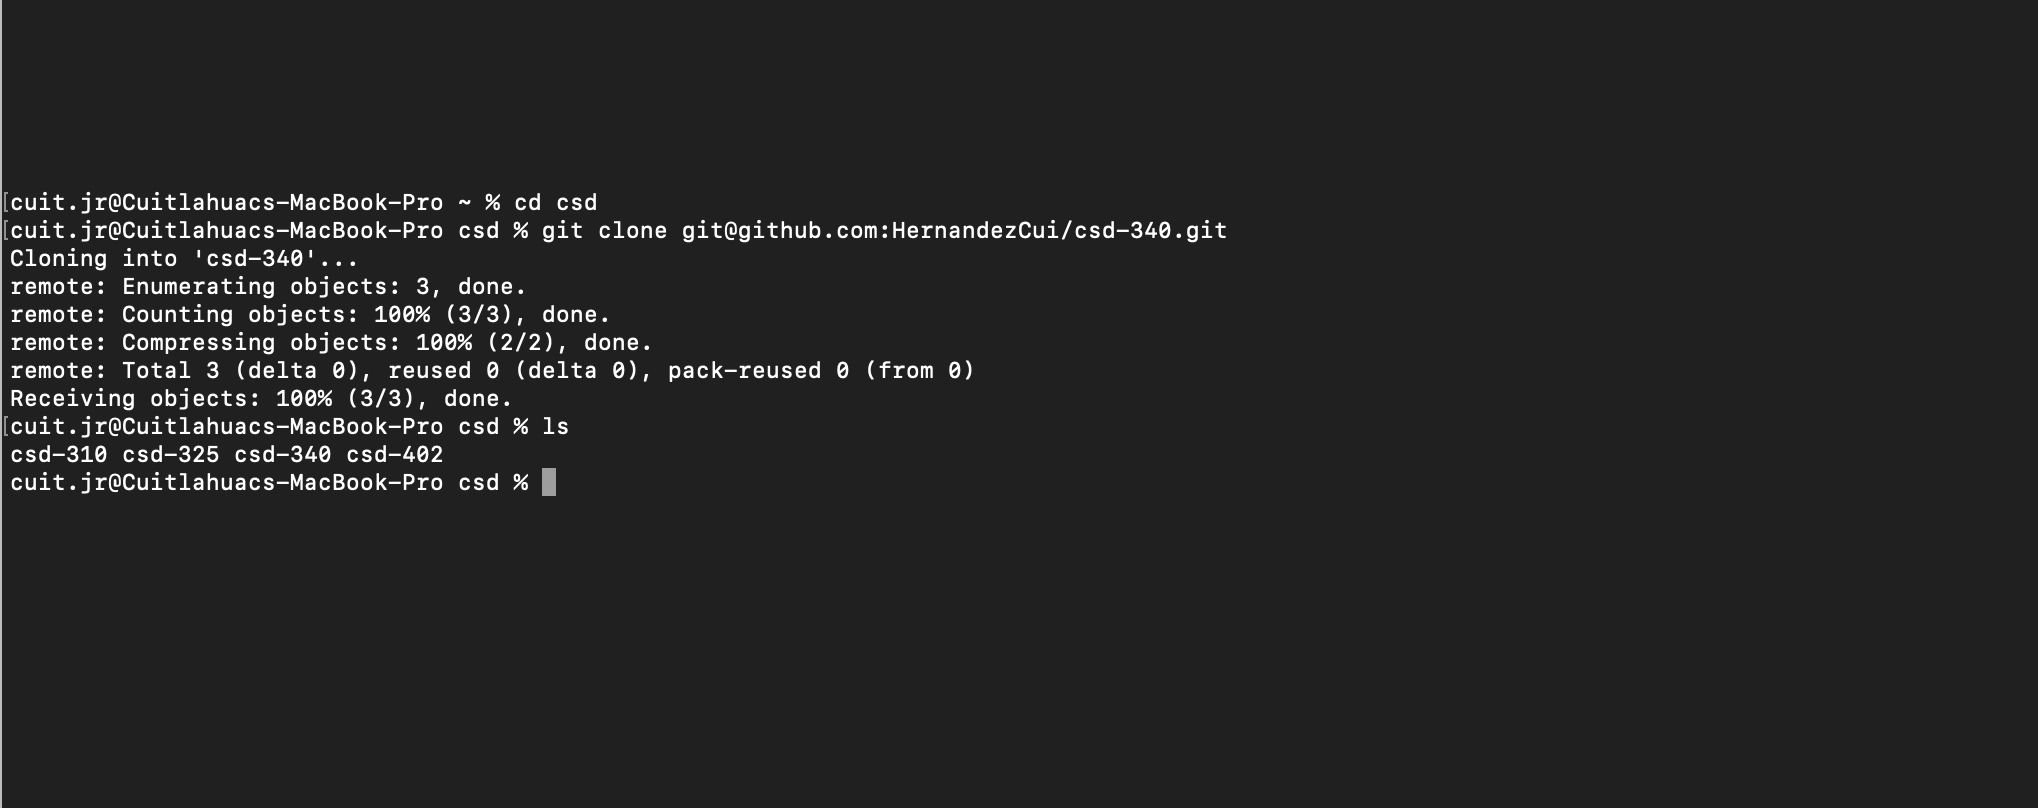 [cuit.jr@Cuitlahuacs-MacBook-Pro ~ % cd csd
[cuit.jr@Cuitlahuacs-MacBook-Pro csd % git clone git@github.com:HernandezCui/csd-340.git
Cloning into 'csd-340'...
remote: Enumerating objects: 3, done.
remote: Counting objects: 100% (3/3), done.
remote: Compressing objects: 100% (2/2), done.
remote: Total 3 (delta 0), reused 0 (delta 0), pack-reused 0 (from 0)
Receiving objects: 100% (3/3), done.
[cuit.jr@Cuitlahuacs-MacBook-Pro csd % ls
csd-310 csd-325 csd-340 csd-402
cuit.jr@Cuitlahuacs-MacBook-Pro csd %